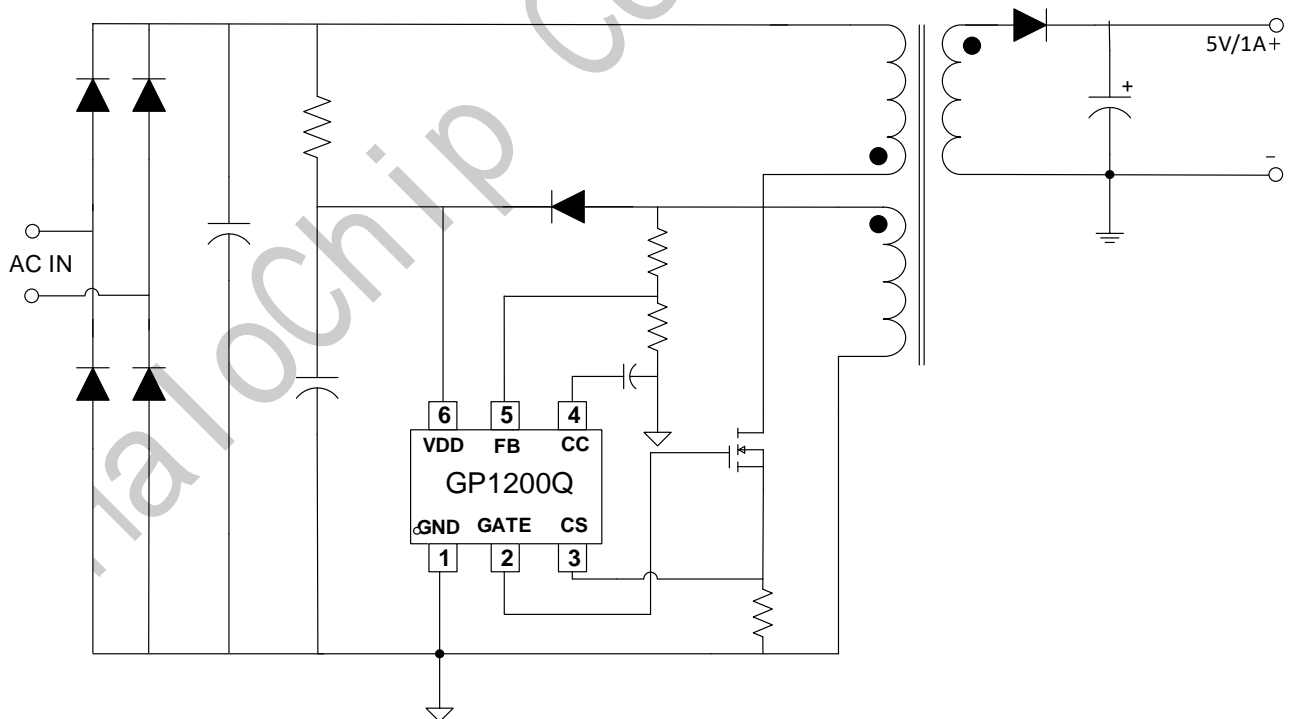 5V/1A+
+
-
AC IN
6 5 4
VDD FB CC
GP1200Q
GND GATE CS
1 2 3